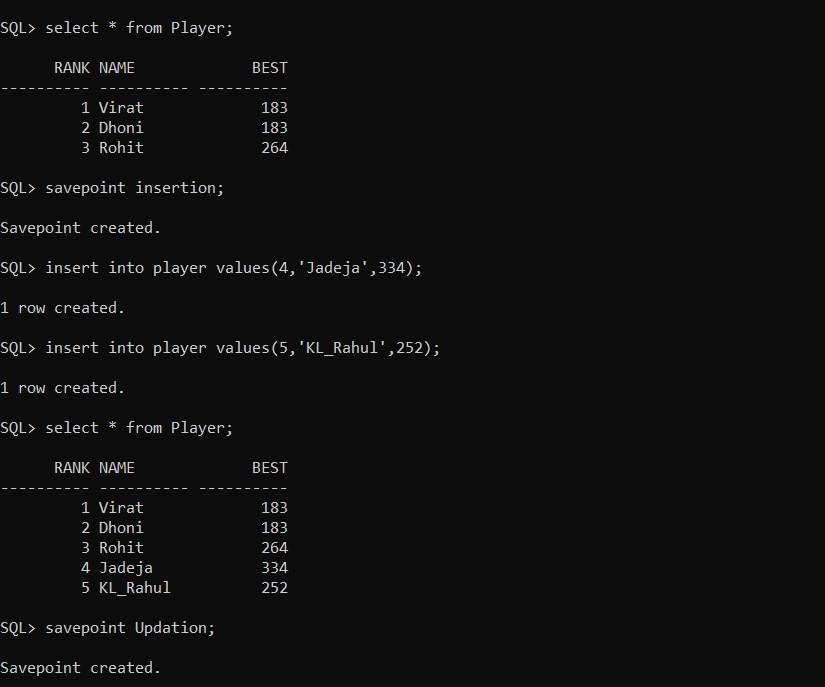 SQL> select * from Player;
      RANK NAME             BEST
---------- ---------- ----------
         1 Virat             183
         2 Dhoni             183
         3 Rohit             264
SQL> savepoint insertion;
Savepoint created.
SQL> insert into player values(4,'Jadeja',334);
1 row created.
SQL> insert into player values(5,'KL_Rahul',252);
1 row created.
SQL> select * from Player;
      RANK NAME             BEST
---------- ---------- ----------
         1 Virat             183
         2 Dhoni             183
         3 Rohit             264
         4 Jadeja            334
         5 KL_Rahul          252
SQL> savepoint Updation;
Savepoint created.